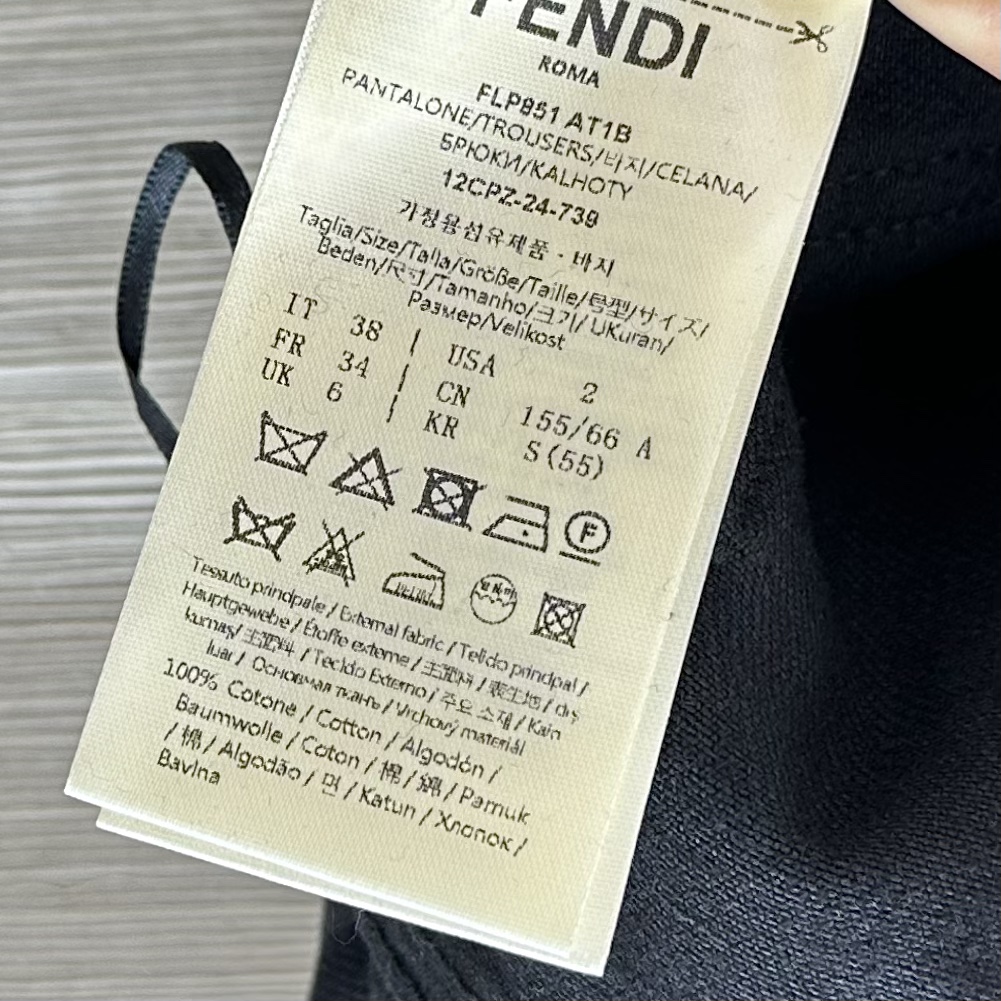 FENDI
ROMA
FLP851 AT1B
PANTALONE/TROUSERS/바지/CELANA/
БРЮКИ/KALHOTY
12CPZ-24-739
가정용섬유제품 - 바지
Taglia/Size/Talla/Größe/Taille/号型/サイズ/
Beden/尺寸/Tamanho/크기/ UKuran/
Размер/Velikost
IT 38 | USA 2
FR 34 | CN 155/66 A
UK 6 | KR S(55)
F
Tessuto principale / External fabric / Tejido principal /
Hauptgewebe / Étoffe externe / 主面料 / 表生地 / dış
kumaş/ 主面料 / Tecido Externo / 주요 소재 / Kain
luar / Основная ткань / Vrchový materiál
100% Cotone / Cotton / Algodón /
Baumwolle / Coton / 棉 / 綿 / Pamuk
/ 棉 / Algodão / 면 / Katun / Хлопок /
Bavlna